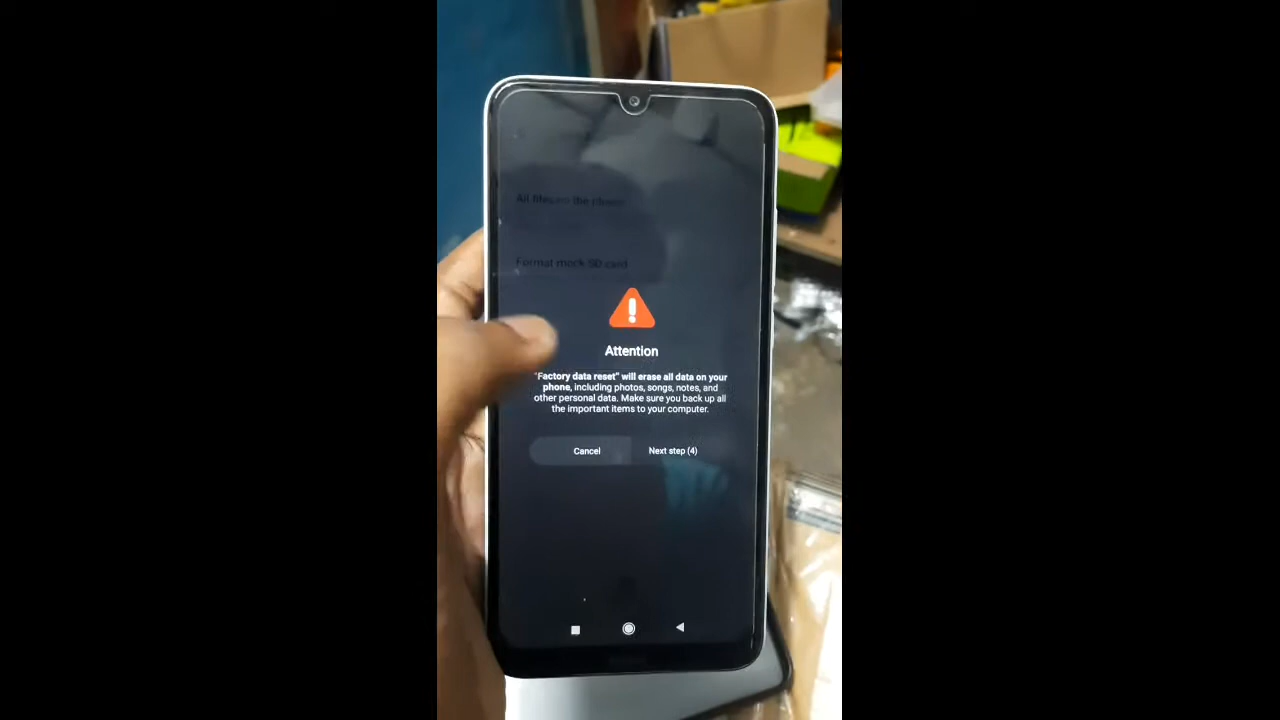 All files on the phone
Format mock SD card
Attention
"Factory data reset" will erase all data on your
phone, including photos, songs, notes, and
other personal data. Make sure you back up all
the important items to your computer.
Cancel
Next step (4)